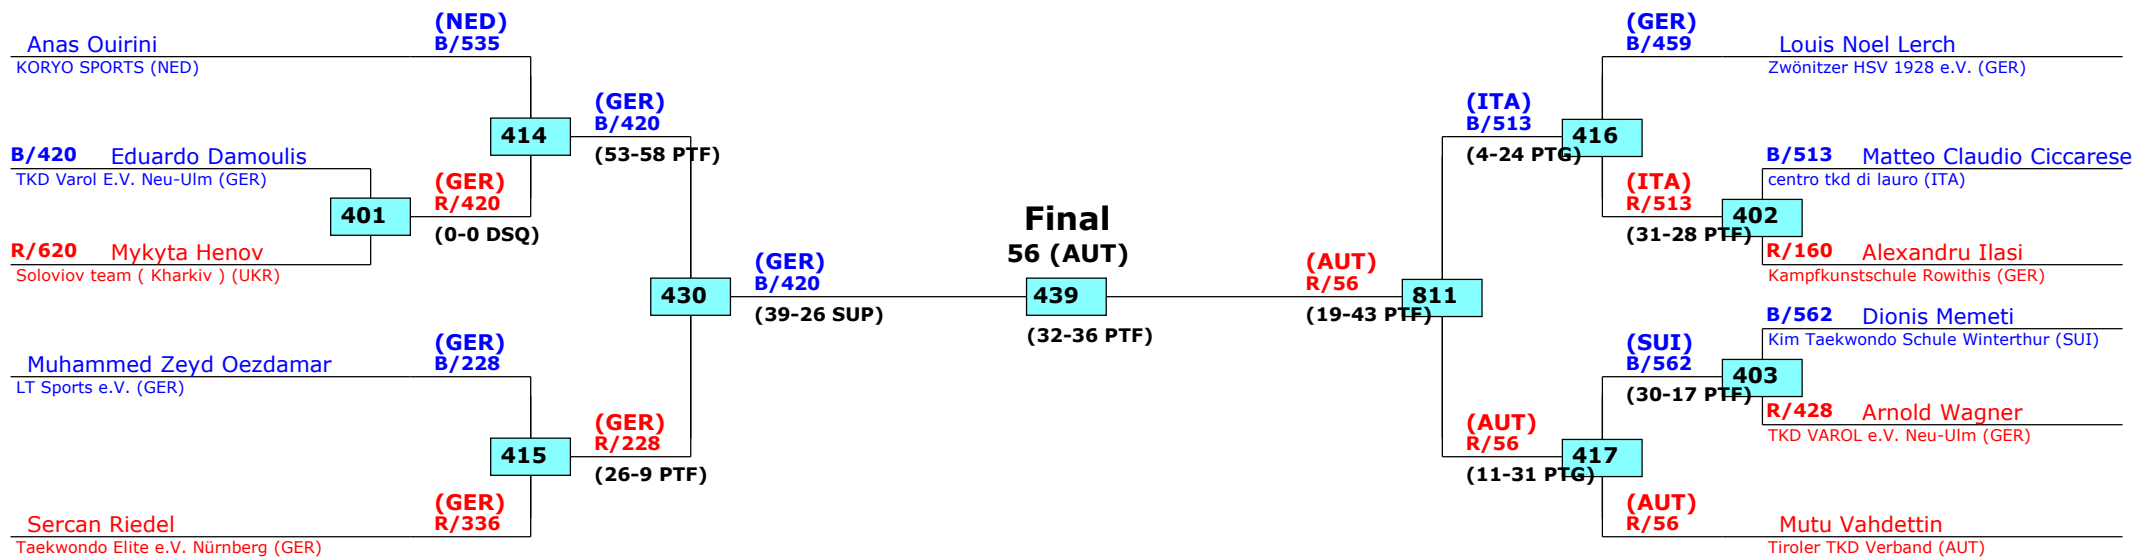 (NED)
B/535
Anas Ouirini
KORYO SPORTS (NED)
414
(GER)
B/420
(53-58 PTF)
B/420 Eduardo Damoulis
TKD Varol E.V. Neu-Ulm (GER)
401
(GER)
R/420
(0-0 DSQ)
R/620 Mykyta Henov
Soloviov team ( Kharkiv ) (UKR)
430
(GER)
B/420
(39-26 SUP)
(GER)
B/228
Muhammed Zeyd Oezdamar
LT Sports e.V. (GER)
415
(GER)
R/228
(26-9 PTF)
(GER)
R/336
Sercan Riedel
Taekwondo Elite e.V. Nürnberg (GER)
Final
56 (AUT)
439
(32-36 PTF)
(AUT)
R/56
811
(19-43 PTF)
(GER)
B/459
Louis Noel Lerch
Zwönitzer HSV 1928 e.V. (GER)
(ITA)
B/513
416
(4-24 PTG)
B/513 Matteo Claudio Ciccarese
centro tkd di lauro (ITA)
(ITA)
R/513
402
(31-28 PTF)
R/160 Alexandru Ilasi
Kampfkunstschule Rowithis (GER)
B/562 Dionis Memeti
Kim Taekwondo Schule Winterthur (SUI)
(SUI)
B/562
403
(30-17 PTF)
R/428 Arnold Wagner
TKD VAROL e.V. Neu-Ulm (GER)
(AUT)
R/56
417
(11-31 PTG)
(AUT)
R/56
Mutu Vahdettin
Tiroler TKD Verband (AUT)